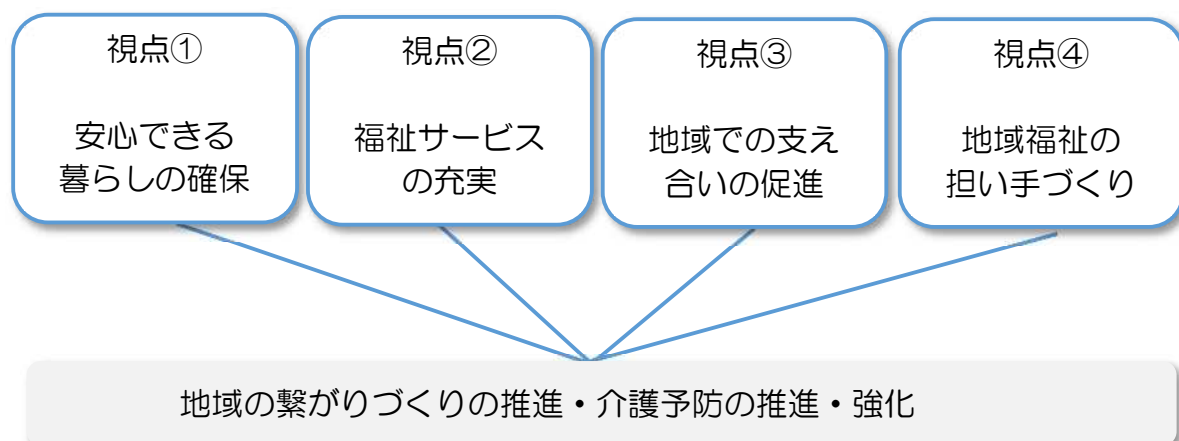 視点①
安心できる
暮らしの確保
視点②
福祉サービス
の充実
視点③
地域での支え
合いの促進
視点④
地域福祉の
担い手づくり
地域の繋がりづくりの推進・介護予防の推進・強化